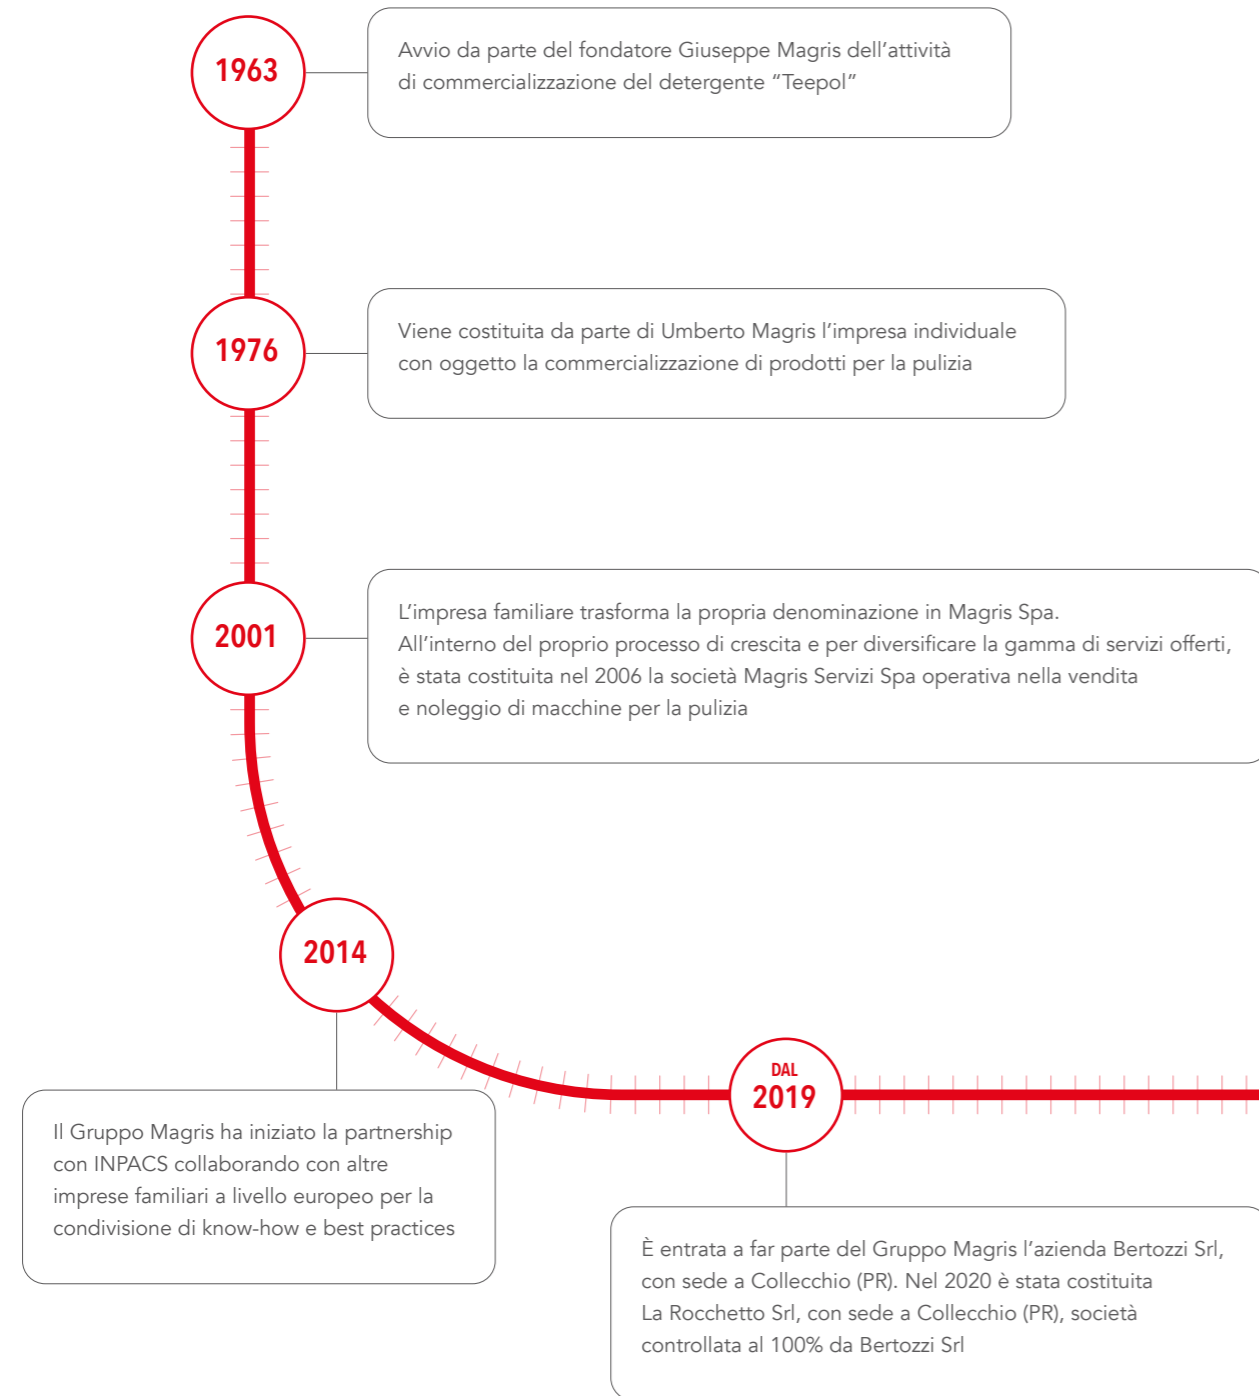 1963
Avvio da parte del fondatore Giuseppe Magris dell’attività
di commercializzazione del detergente “Teepol”
1976
Viene costituita da parte di Umberto Magris l’impresa individuale
con oggetto la commercializzazione di prodotti per la pulizia
2001
L’impresa familiare trasforma la propria denominazione in Magris Spa.
All’interno del proprio processo di crescita e per diversificare la gamma di servizi offerti,
è stata costituita nel 2006 la società Magris Servizi Spa operativa nella vendita
e noleggio di macchine per la pulizia
2014
Il Gruppo Magris ha iniziato la partnership
con INPACS collaborando con altre
imprese familiari a livello europeo per la
condivisione di know-how e best practices
DAL
2019
È entrata a far parte del Gruppo Magris l’azienda Bertozzi Srl,
con sede a Collecchio (PR). Nel 2020 è stata costituita
La Rocchetto Srl, con sede a Collecchio (PR), società
controllata al 100% da Bertozzi Srl